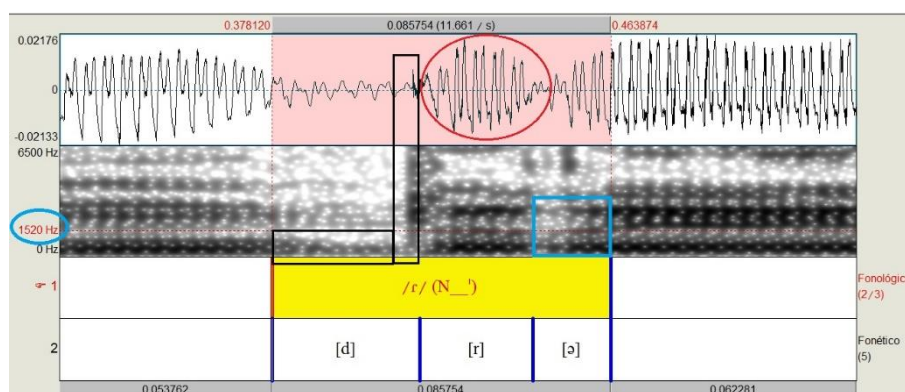 0.378120 0.085754 (11.661 / s) 0.463874
0.02176
0
-0.02133
6500 Hz
1520 Hz
0 Hz
☞ 1 /ɾ/ (N__') Fonológico
(2/3)
2 [d] [r] [ə] Fonético
(5)
0.053762 0.085754 0.062281